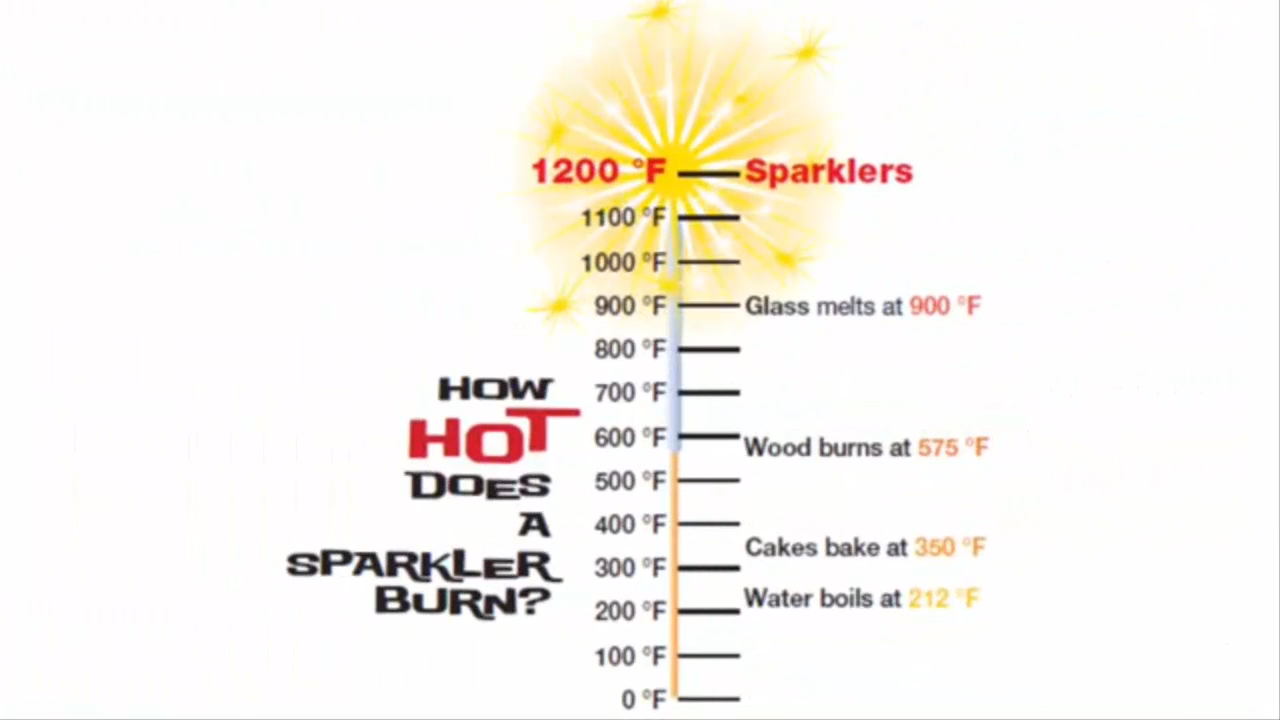 1200 °F Sparklers
1100 °F
1000 °F
900 °F Glass melts at 900 °F
800 °F
700 °F
600 °F
Wood burns at 575 °F
500 °F
400 °F
Cakes bake at 350 °F
300 °F
Water boils at 212 °F
200 °F
100 °F
0 °F
HOW
HOT
DOES
A
SPARKLER
BURN?